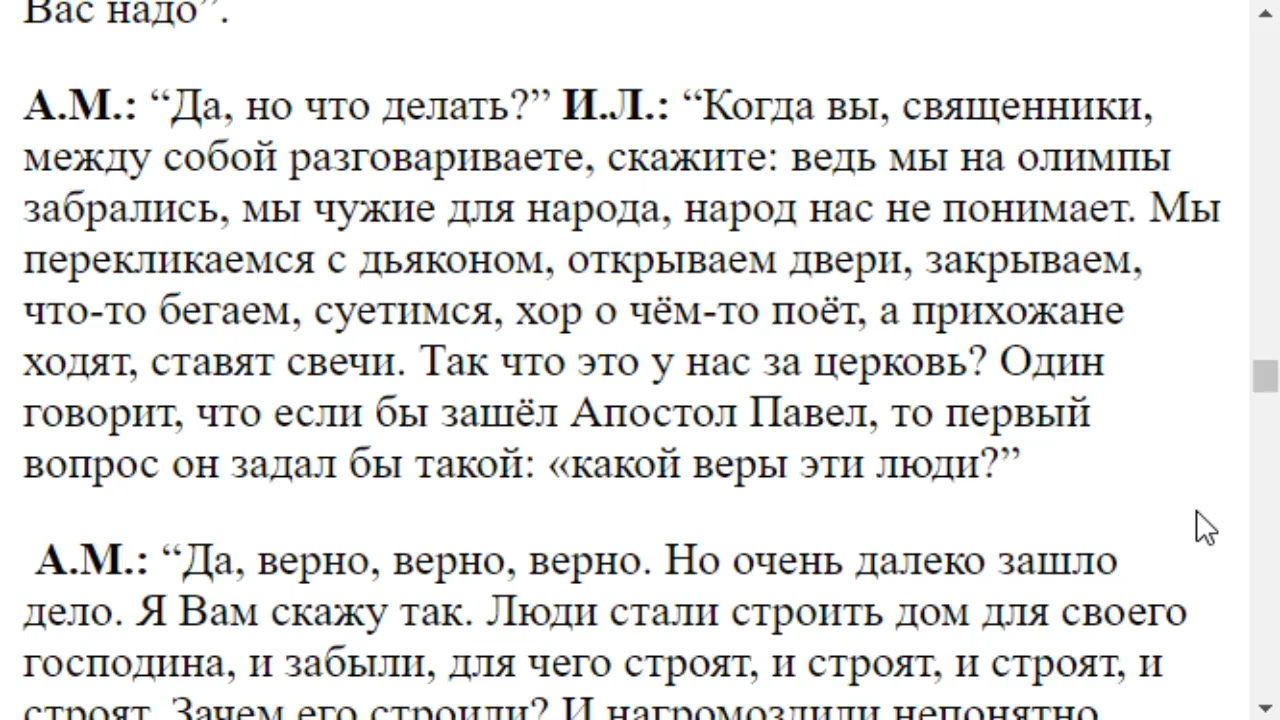 Вас надо”.
А.М.: “Да, но что делать?” И.Л.: “Когда вы, священники,
между собой разговариваете, скажите: ведь мы на олимпы
забрались, мы чужие для народа, народ нас не понимает. Мы
перекликаемся с дьяконом, открываем двери, закрываем,
что-то бегаем, суетимся, хор о чём-то поёт, а прихожане
ходят, ставят свечи. Так что это у нас за церковь? Один
говорит, что если бы зашёл Апостол Павел, то первый
вопрос он задал бы такой: «какой веры эти люди?”
А.М.: “Да, верно, верно, верно. Но очень далеко зашло
дело. Я Вам скажу так. Люди стали строить дом для своего
господина, и забыли, для чего строят, и строят, и строят, и
строят. Зачем его строили? И нагромоздили непонятно